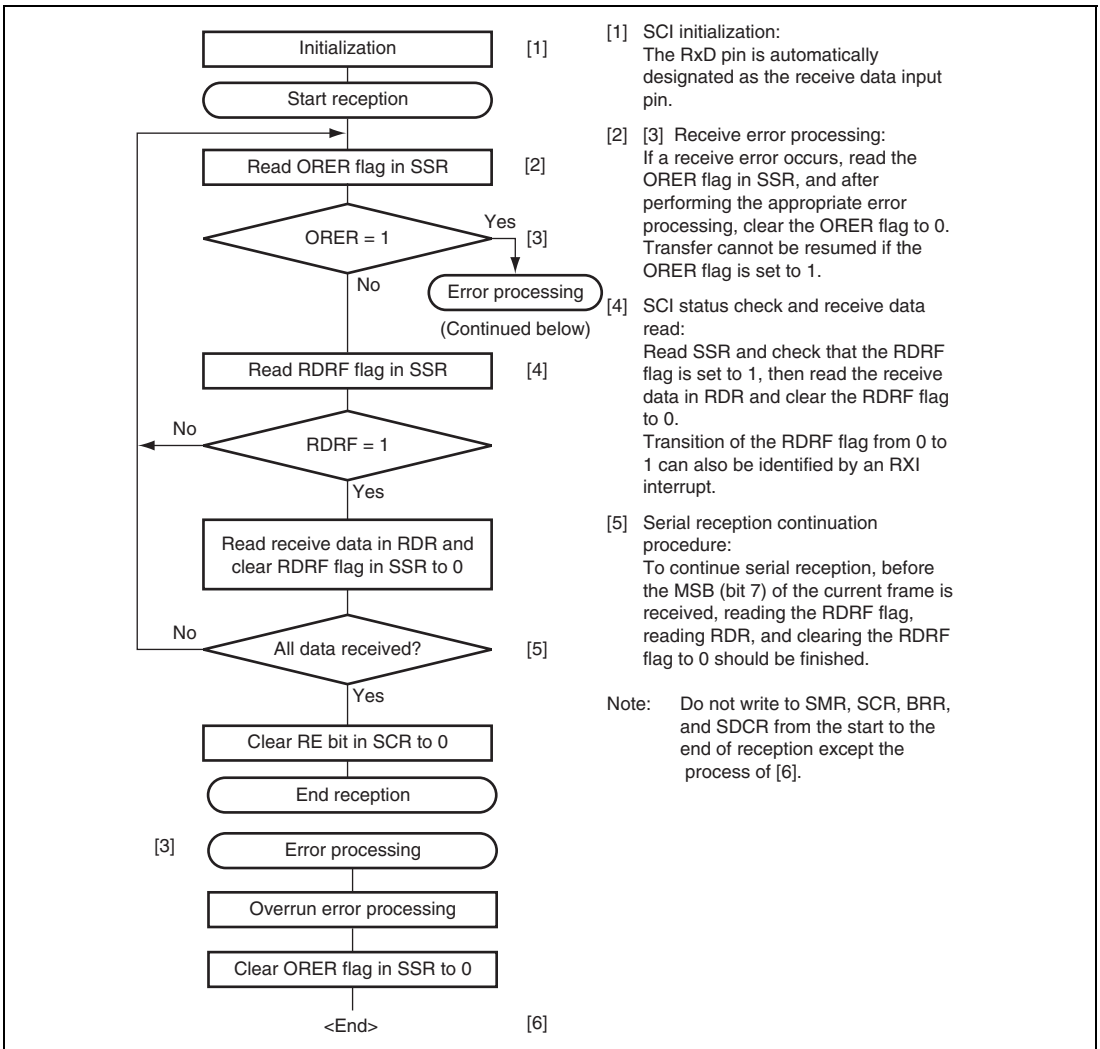 Initialization
[1]
Start reception
Read ORER flag in SSR
[2]
ORER = 1
Yes
[3]
No
Error processing
(Continued below)
Read RDRF flag in SSR
[4]
No
RDRF = 1
Yes
Read receive data in RDR and
clear RDRF flag in SSR to 0
No
All data received?
[5]
Yes
Clear RE bit in SCR to 0
End reception
[3]
Error processing
Overrun error processing
Clear ORER flag in SSR to 0
<End>
[6]
[1] SCI initialization:
The RxD pin is automatically
designated as the receive data input
pin.
[2] [3] Receive error processing:
If a receive error occurs, read the
ORER flag in SSR, and after
performing the appropriate error
processing, clear the ORER flag to 0.
Transfer cannot be resumed if the
ORER flag is set to 1.
[4] SCI status check and receive data
read:
Read SSR and check that the RDRF
flag is set to 1, then read the receive
data in RDR and clear the RDRF flag
to 0.
Transition of the RDRF flag from 0 to
1 can also be identified by an RXI
interrupt.
[5] Serial reception continuation
procedure:
To continue serial reception, before
the MSB (bit 7) of the current frame is
received, reading the RDRF flag,
reading RDR, and clearing the RDRF
flag to 0 should be finished.
Note: Do not write to SMR, SCR, BRR,
and SDCR from the start to the
end of reception except the
process of [6].